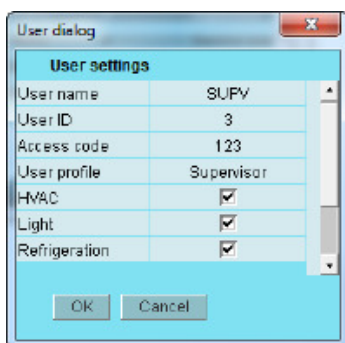 User dialog
User settings
User name SUPV
User ID 3
Access code 123
User profile Supervisor
HVAC
Light
Refrigeration
OK Cancel